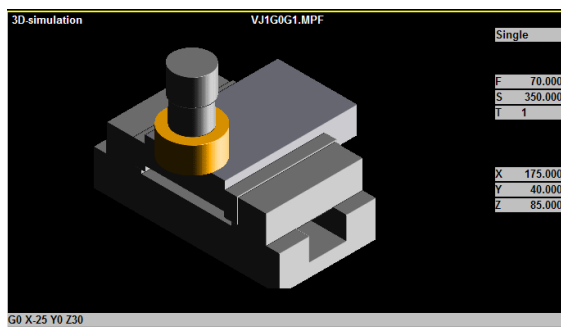 3D-simulation VJ1G0G1.MPF
Single
F 70.000
S 350.000
T 1
X 175.000
Y 40.000
Z 85.000
G0 X-25 Y0 Z30